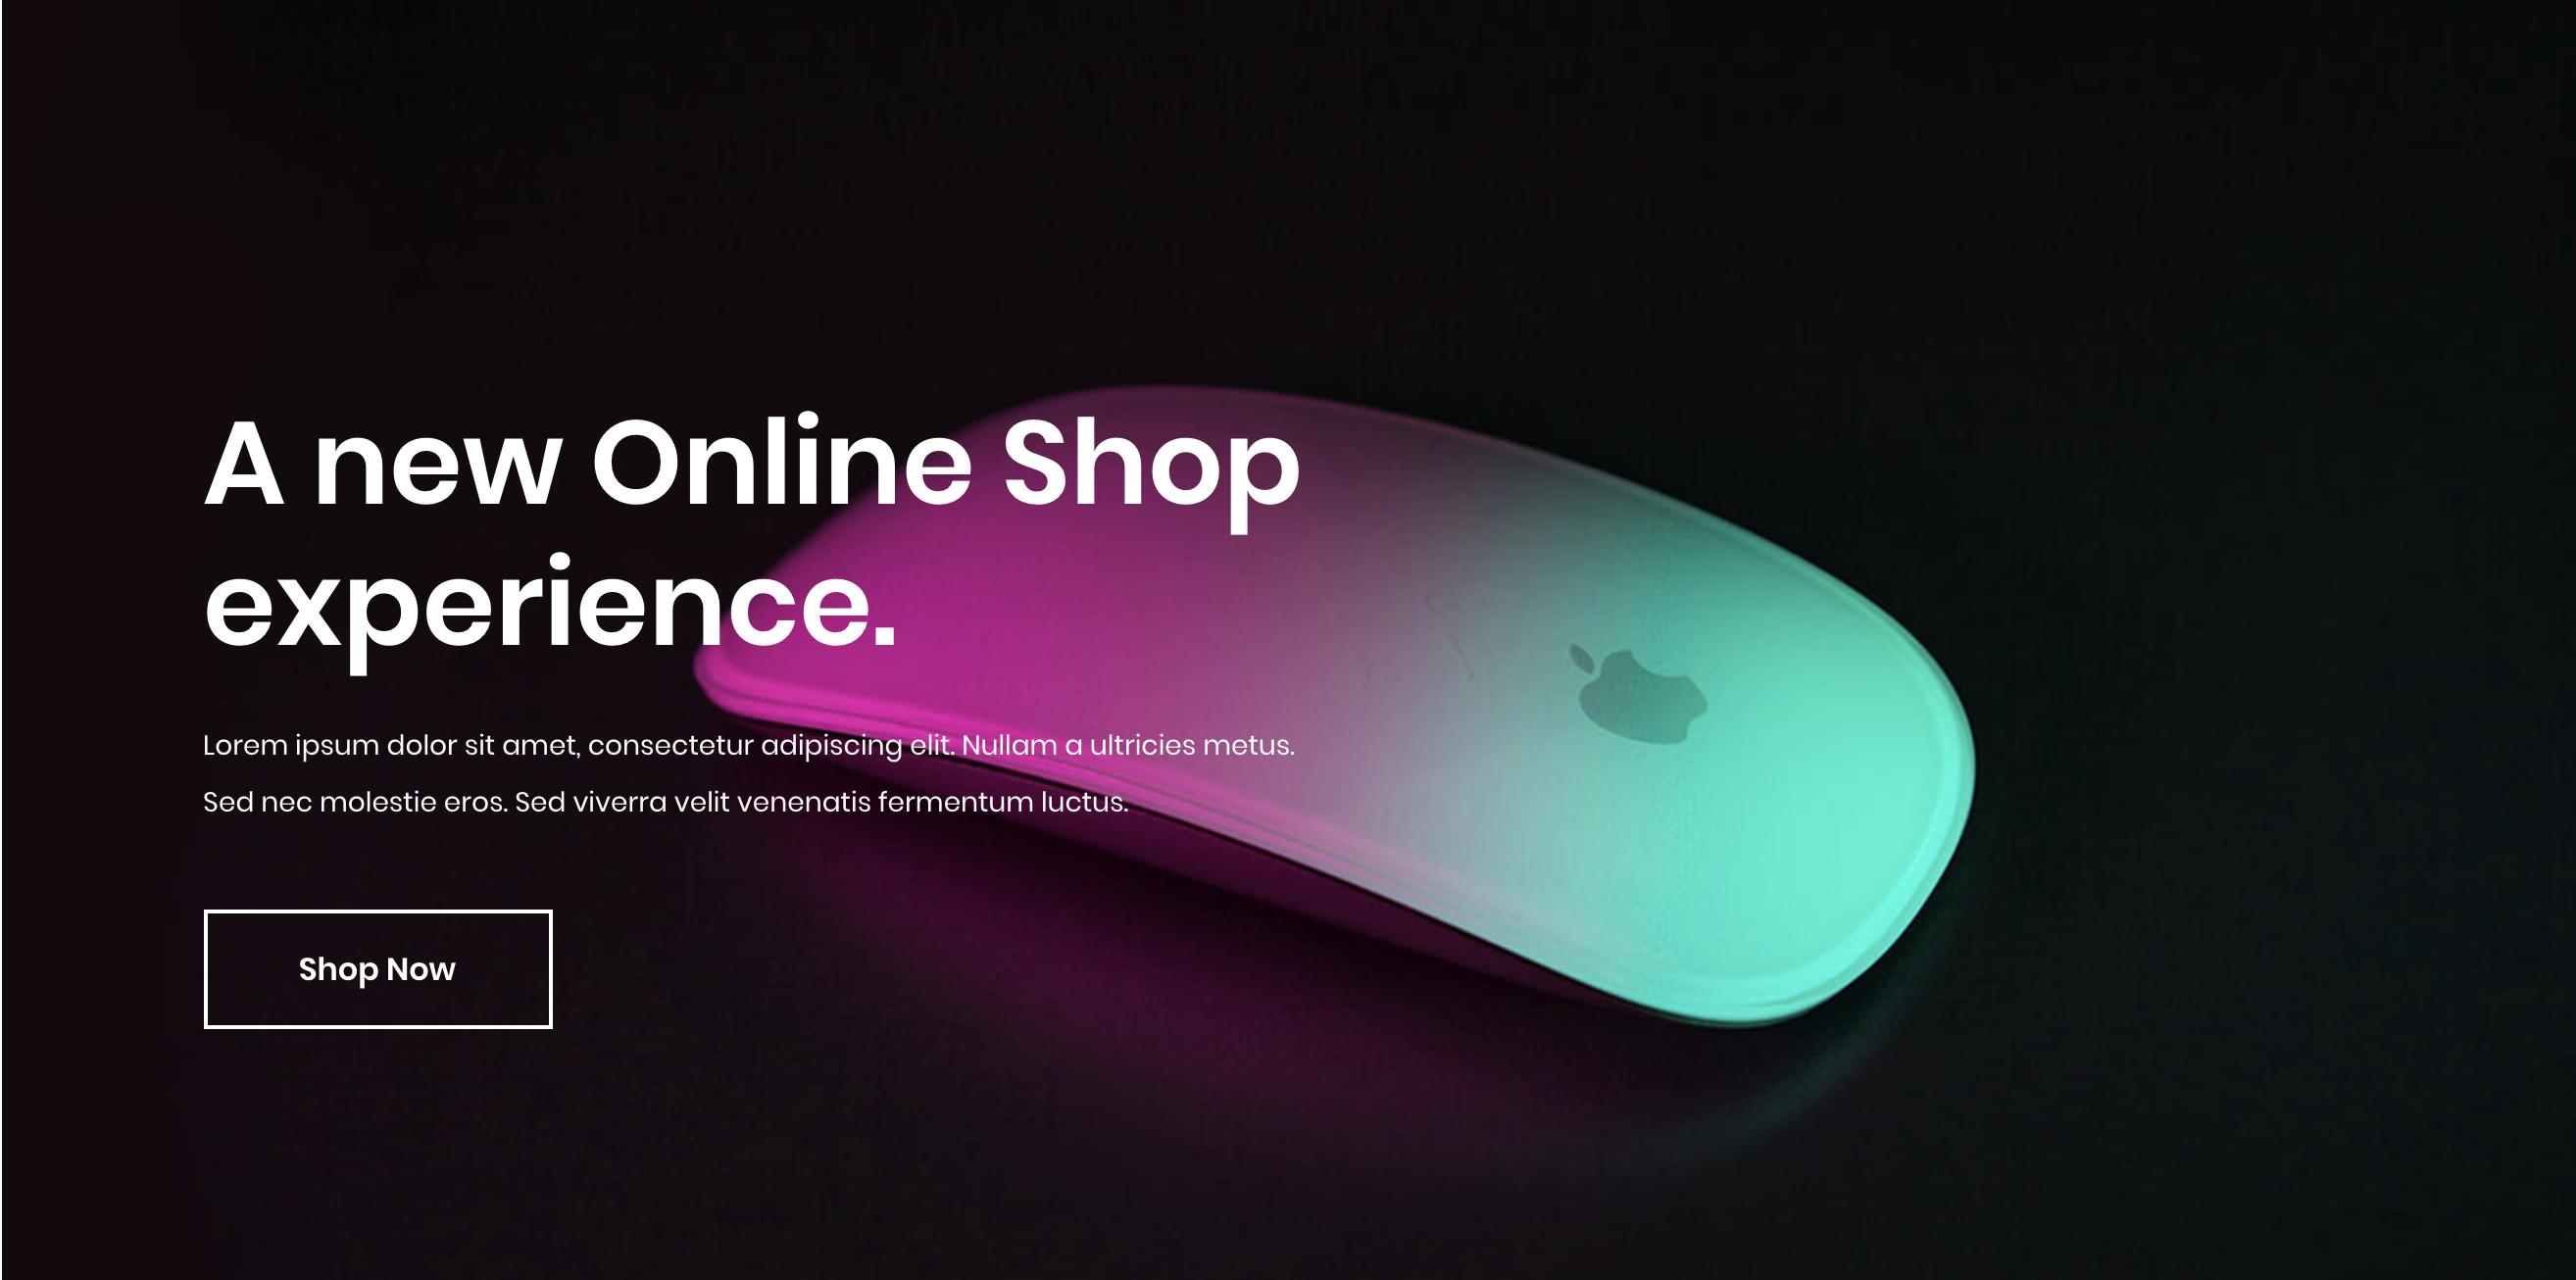 A new Online Shop
experience.
Lorem ipsum dolor sit amet, consectetur adipiscing elit. Nullam a ultricies metus.
Sed nec molestie eros. Sed viverra velit venenatis fermentum luctus.
Shop Now